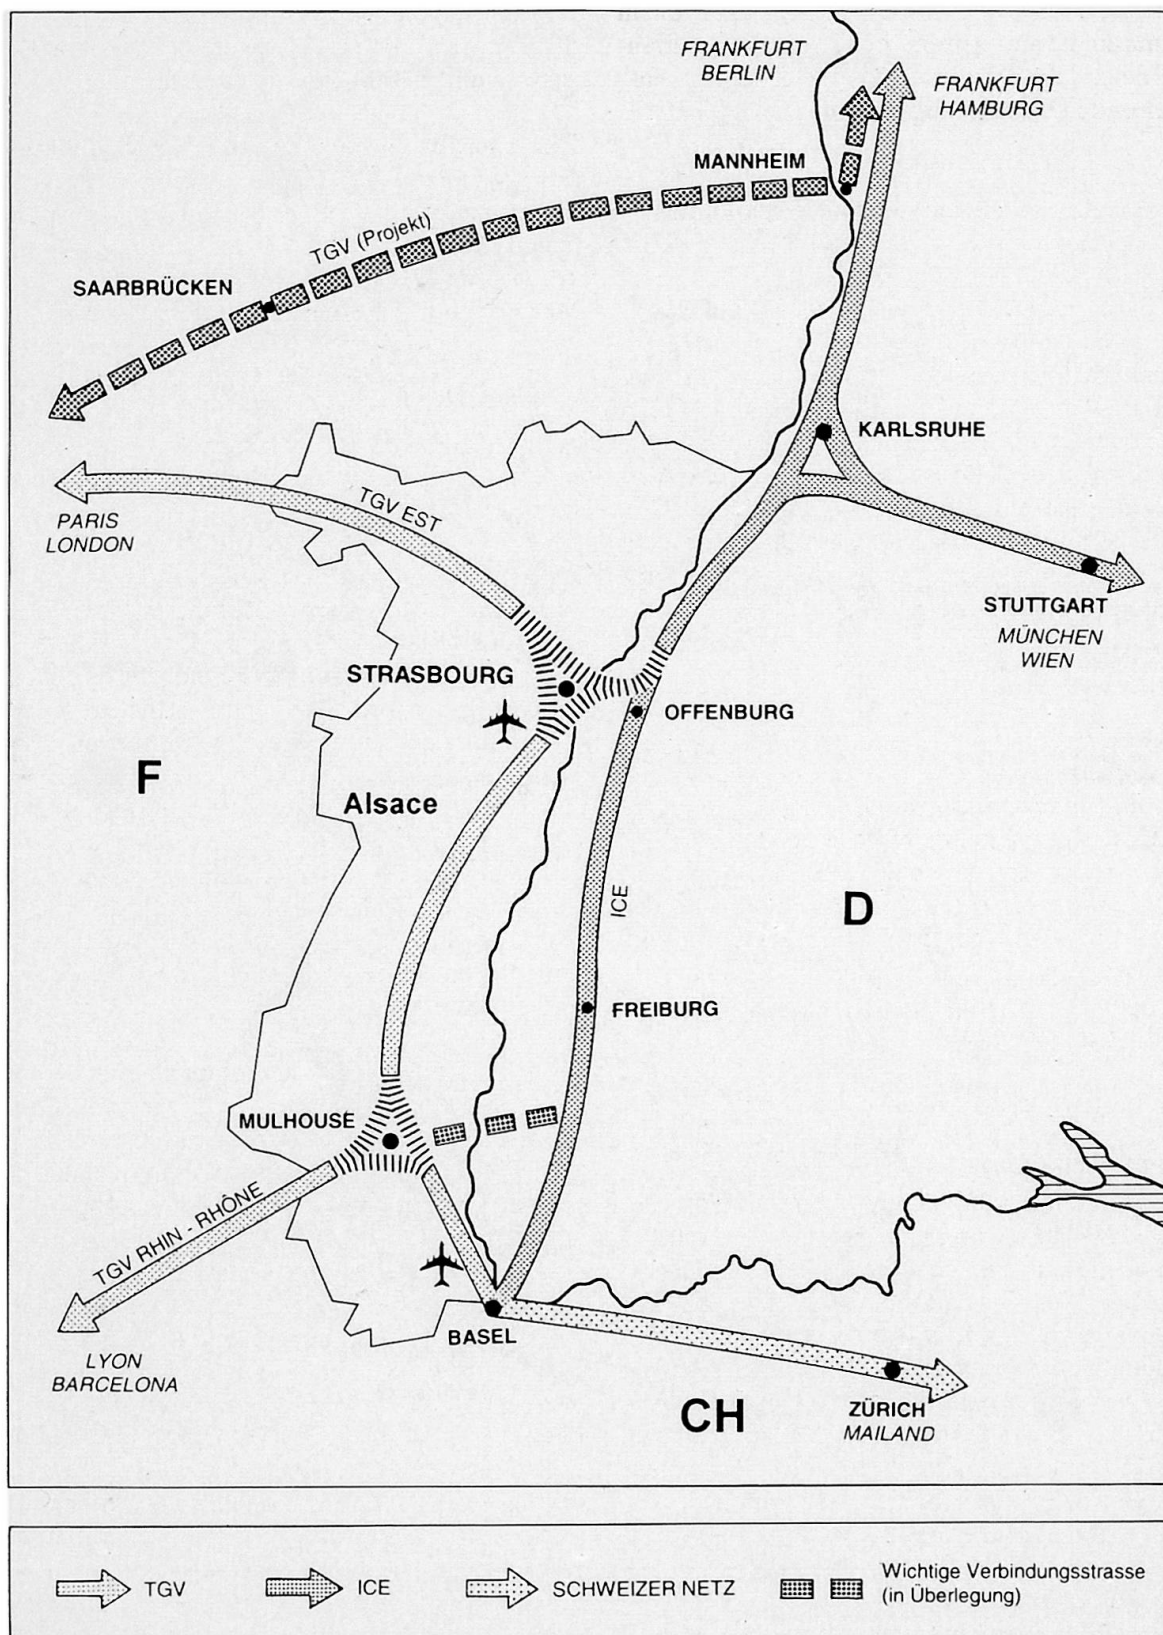 FRANKFURT
BERLIN
FRANKFURT
HAMBURG
MANNHEIM
TGV (Projekt)
SAARBRÜCKEN
KARLSRUHE
TGV EST
PARIS
LONDON
STUTTGART
MÜNCHEN
WIEN
STRASBOURG
OFFENBURG
F
Alsace
ICE
D
FREIBURG
MULHOUSE
TGV RHIN - RHÔNE
BASEL
LYON
BARCELONA
CH
ZÜRICH
MAILAND
TGV
ICE
SCHWEIZER NETZ
Wichtige Verbindungsstrasse
(in Überlegung)